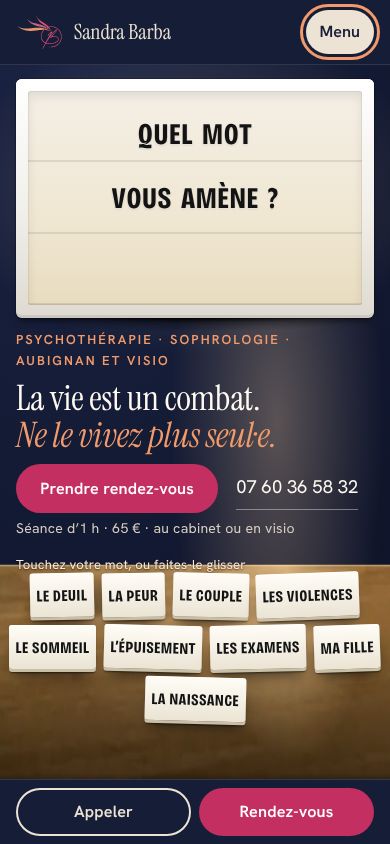 Sandra Barba
Menu
QUEL MOT
VOUS AMÈNE ?
PSYCHOTHÉRAPIE · SOPHROLOGIE ·
AUBIGNAN ET VISIO
La vie est un combat.
Ne le vivez plus seul·e.
Prendre rendez-vous
07 60 36 58 32
Séance d’1 h · 65 € · au cabinet ou en visio
Touchez votre mot, ou faites-le glisser
LE DEUIL
LA PEUR
LE COUPLE
LES VIOLENCES
LE SOMMEIL
L’ÉPUISEMENT
LES EXAMENS
MA FILLE
LA NAISSANCE
Appeler
Rendez-vous